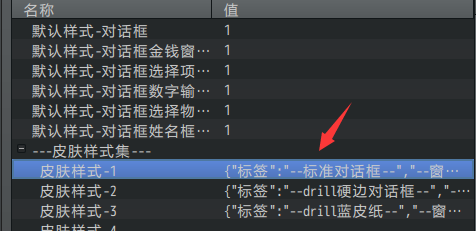 名称 值
默认样式-对话框 1
默认样式-对话框金钱窗… 1
默认样式-对话框选择项… 1
默认样式-对话框数字输… 1
默认样式-对话框选择物… 1
默认样式-对话框姓名框… 1
---皮肤样式集---
皮肤样式-1 {"标签":"--标准对话框--","--窗…
皮肤样式-2 {"标签":"--drill硬边对话框--","-…
皮肤样式-3 {"标签":"--drill蓝皮纸--","--窗…